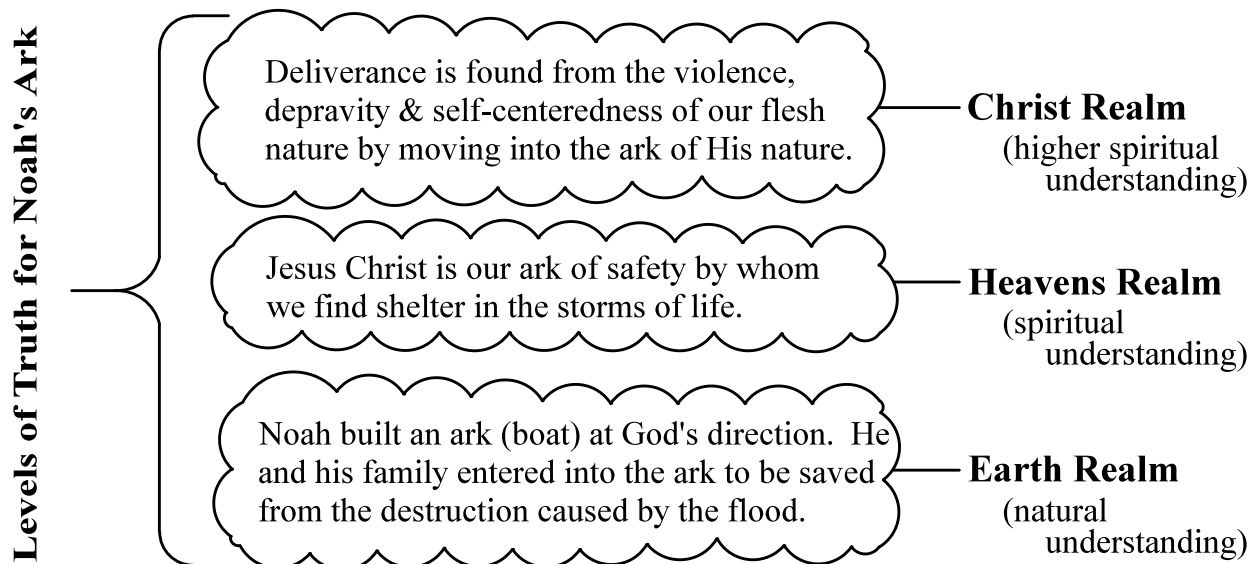 Levels of Truth for Noah's Ark
Deliverance is found from the violence,
depravity & self-centeredness of our flesh
nature by moving into the ark of His nature.
Christ Realm
(higher spiritual
understanding)
Jesus Christ is our ark of safety by whom
we find shelter in the storms of life.
Heavens Realm
(spiritual
understanding)
Noah built an ark (boat) at God's direction.  He
and his family entered into the ark to be saved
from the destruction caused by the flood.
Earth Realm
(natural
understanding)